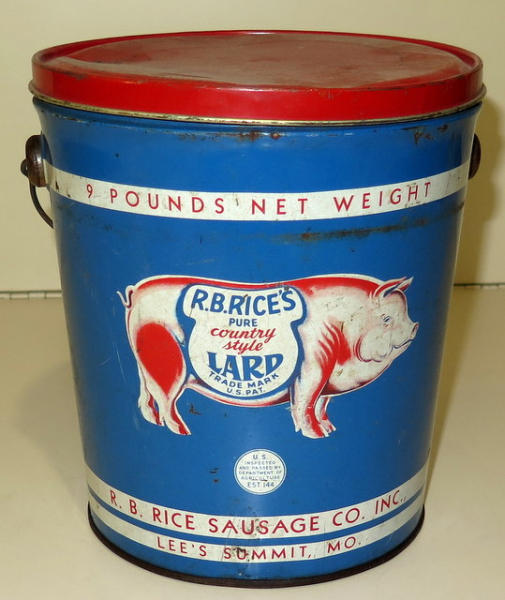 9 POUNDS NET WEIGHT
R.B.RICE'S
PURE
country
style
LARD
TRADE MARK
U.S. PAT.
U.S.
INSPECTED
AND PASSED BY
DEPARTMENT OF
AGRICULTURE
EST. 144
R. B. RICE SAUSAGE CO. INC.,
LEE'S SUMMIT, MO.